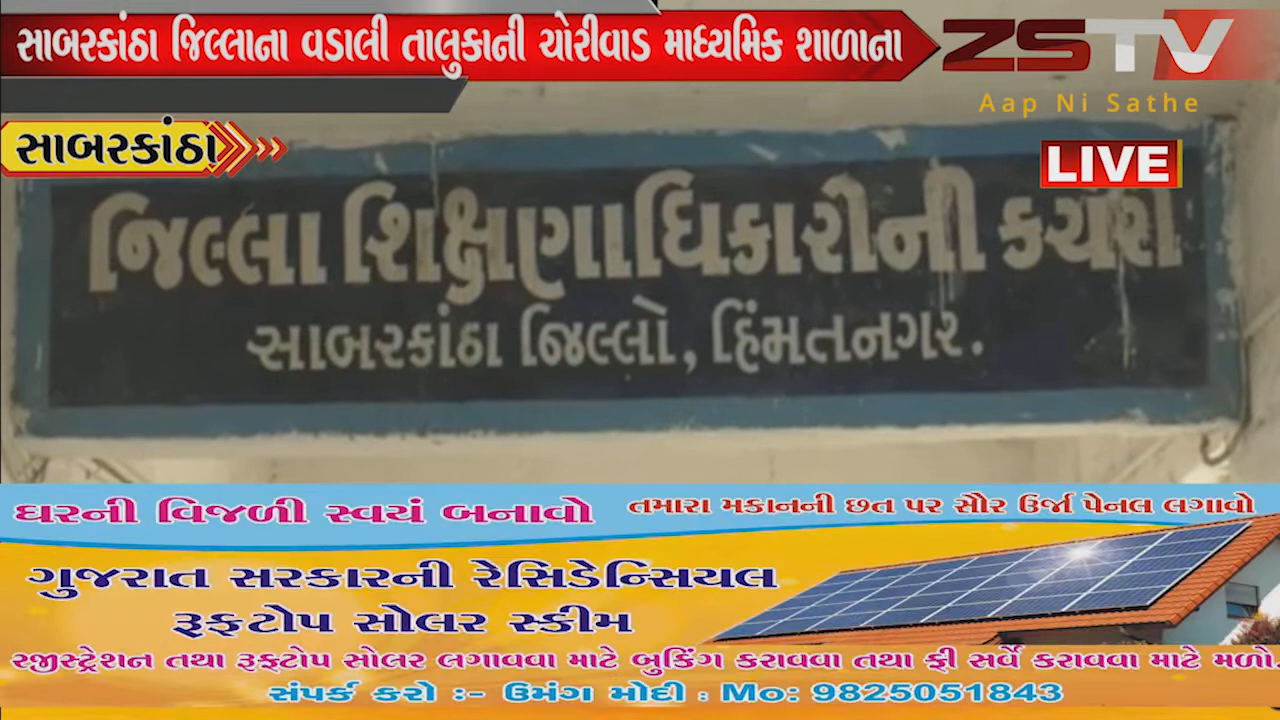 સાબરકાંઠા જિલ્લાના વડાલી તાલુકાની ચોરીવાડ માધ્યમિક શાળાના
ZSTV
Aap Ni Sathe
સાબરકાંઠા
LIVE
જિલ્લા શિક્ષણાધિકારીની કચેરી
સાબરકાંઠા જિલ્લો, હિંમતનગર.
ઘરની વિજળી સ્વયં બનાવો
તમારા મકાનની છત પર સૌર ઉર્જા પેનલ લગાવો
ગુજરાત સરકારની રેસિડેન્સિયલ
રૂફટોપ સોલર સ્કીમ
રજીસ્ટ્રેશન તથા રૂફટોપ સોલર લગાવવા માટે બુકિંગ કરાવવા તથા ફ્રી સર્વે કરાવવા માટે મળો.
સંપર્ક કરો :- ઉમંગ મોદી : Mo: 9825051843